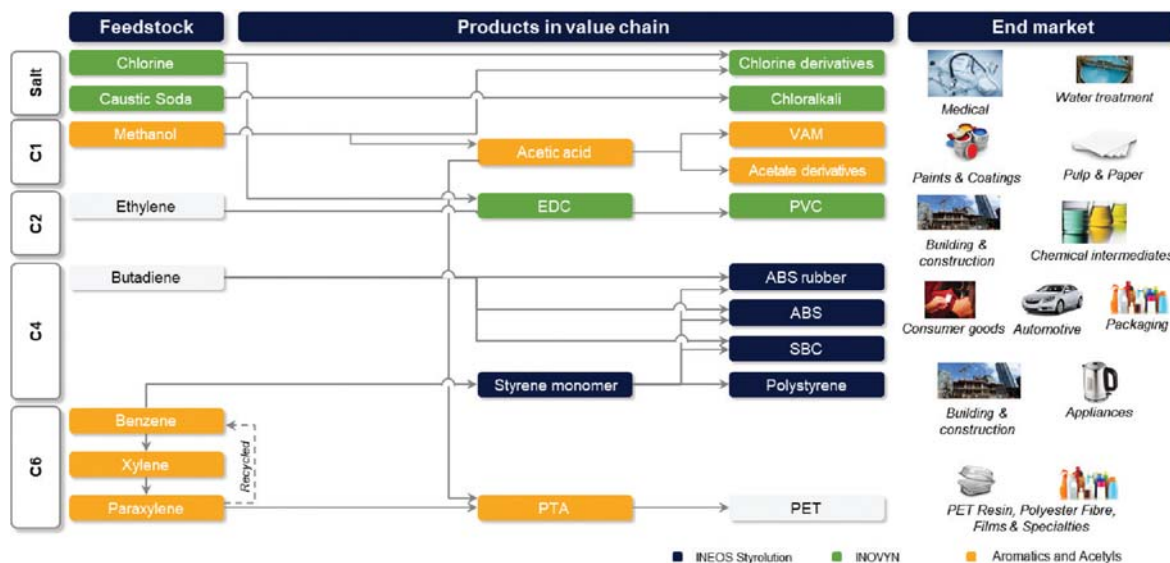 Feedstock
Products in value chain
End market
Salt
Chlorine
Chlorine derivatives
Caustic Soda
Chloralkali
Medical
Water treatment
C1
Methanol
Acetic acid
VAM
Acetate derivatives
Paints & Coatings
Pulp & Paper
C2
Ethylene
EDC
PVC
Building &
construction
Chemical intermediates
C4
Butadiene
ABS rubber
ABS
SBC
Styrene monomer
Polystyrene
Consumer goods
Automotive
Packaging
Building &
construction
Appliances
C6
Benzene
Xylene
Paraxylene
Recycled
PTA
PET
PET Resin, Polyester Fibre,
Films & Specialties
INEOS Styrolution
INOVYN
Aromatics and Acetyls